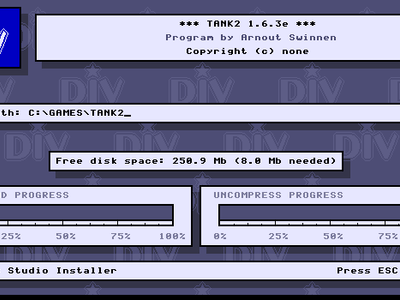 *** TANK2 1.6.3e ***
Program by Arnout Swinnen
Copyright (c) none
th: C:\GAMES\TANK2_
Free disk space: 250.9 Mb (8.0 Mb needed)
D PROGRESS
UNCOMPRESS PROGRESS
25% 50% 75% 100%
0% 25% 50% 75%
Studio Installer
Press ESC